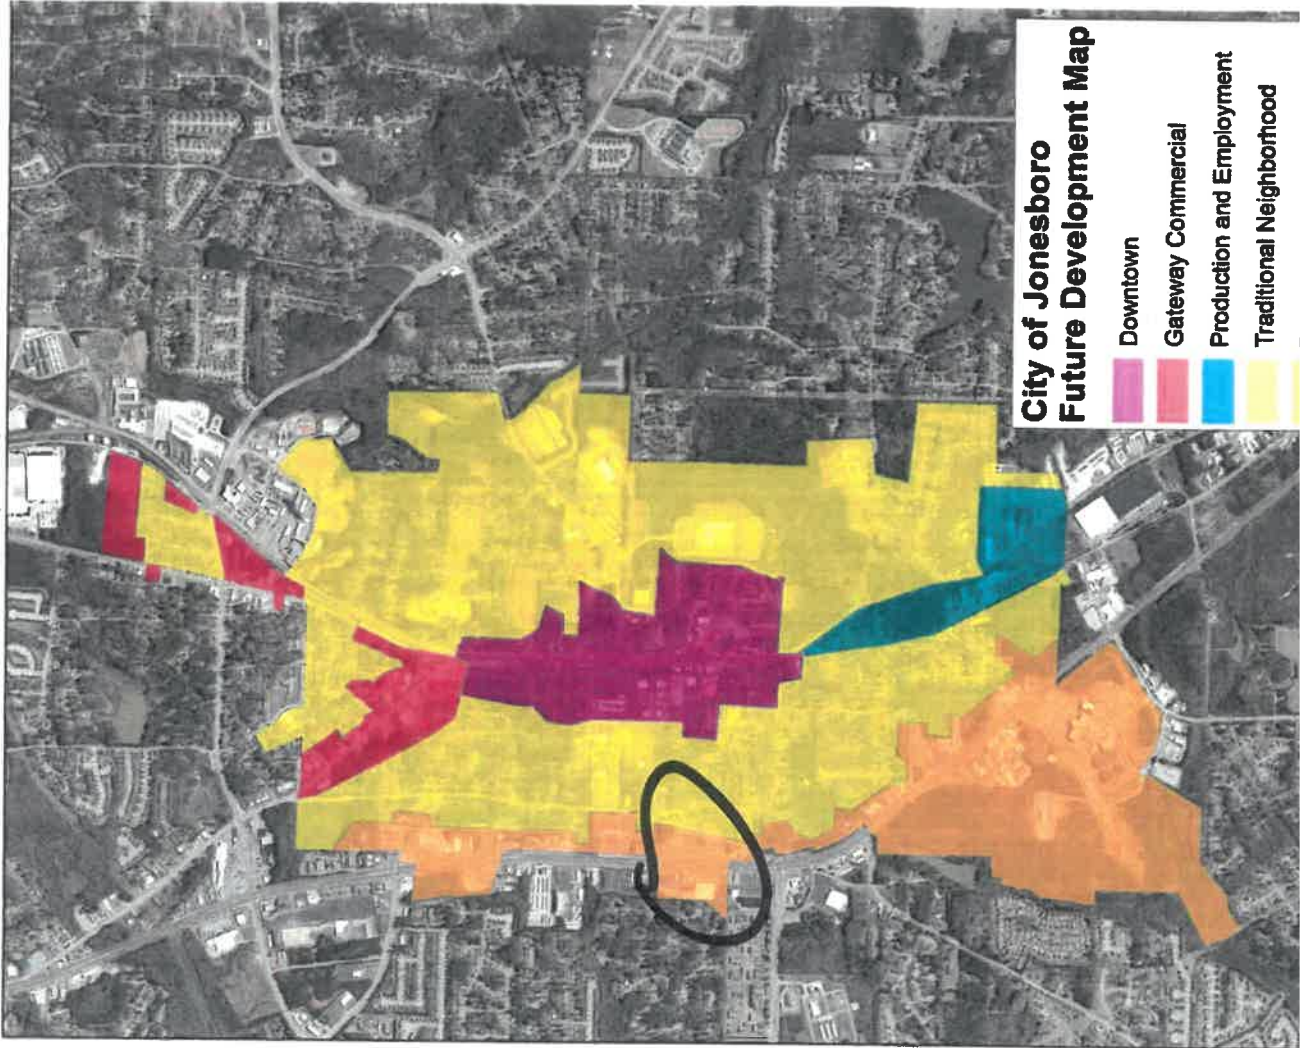 City of Jonesboro
Future Development Map
Downtown
Gateway Commercial
Production and Employment
Traditional Neighborhood